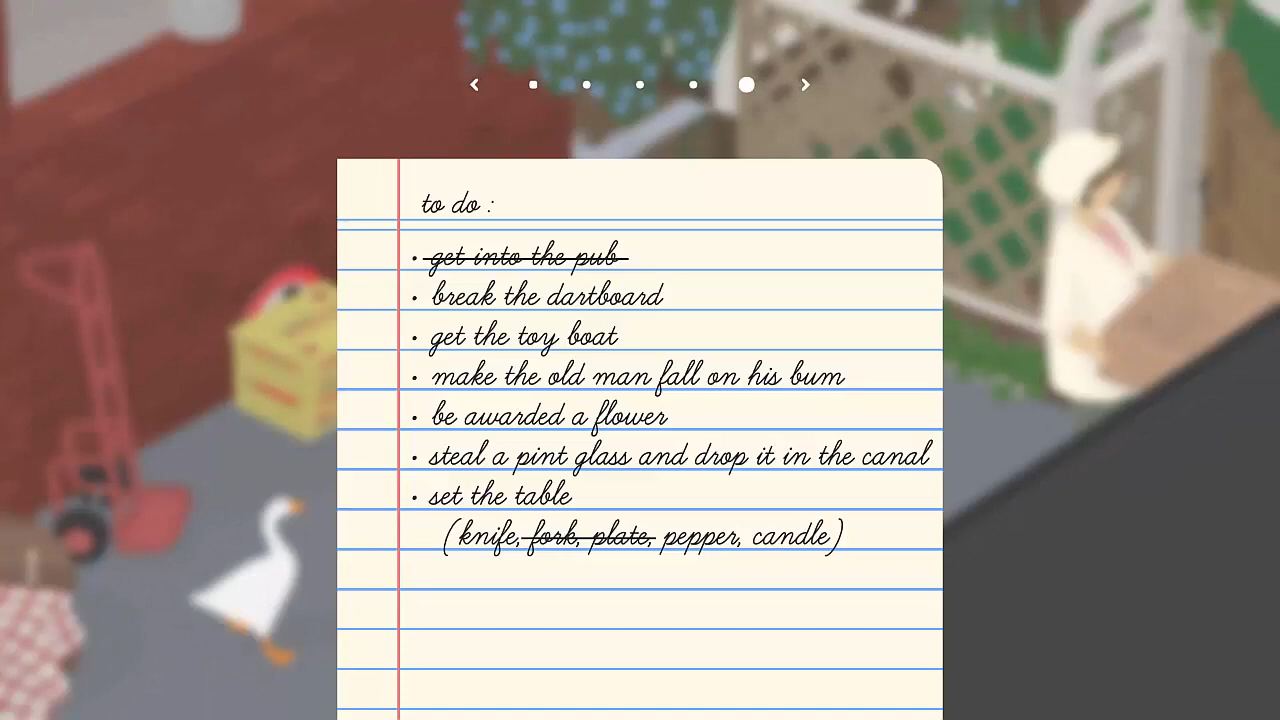 to do :
• get into the pub
• break the dartboard
• get the toy boat
• make the old man fall on his bum
• be awarded a flower
• steal a pint glass and drop it in the canal
• set the table
(knife, fork, plate, pepper, candle)